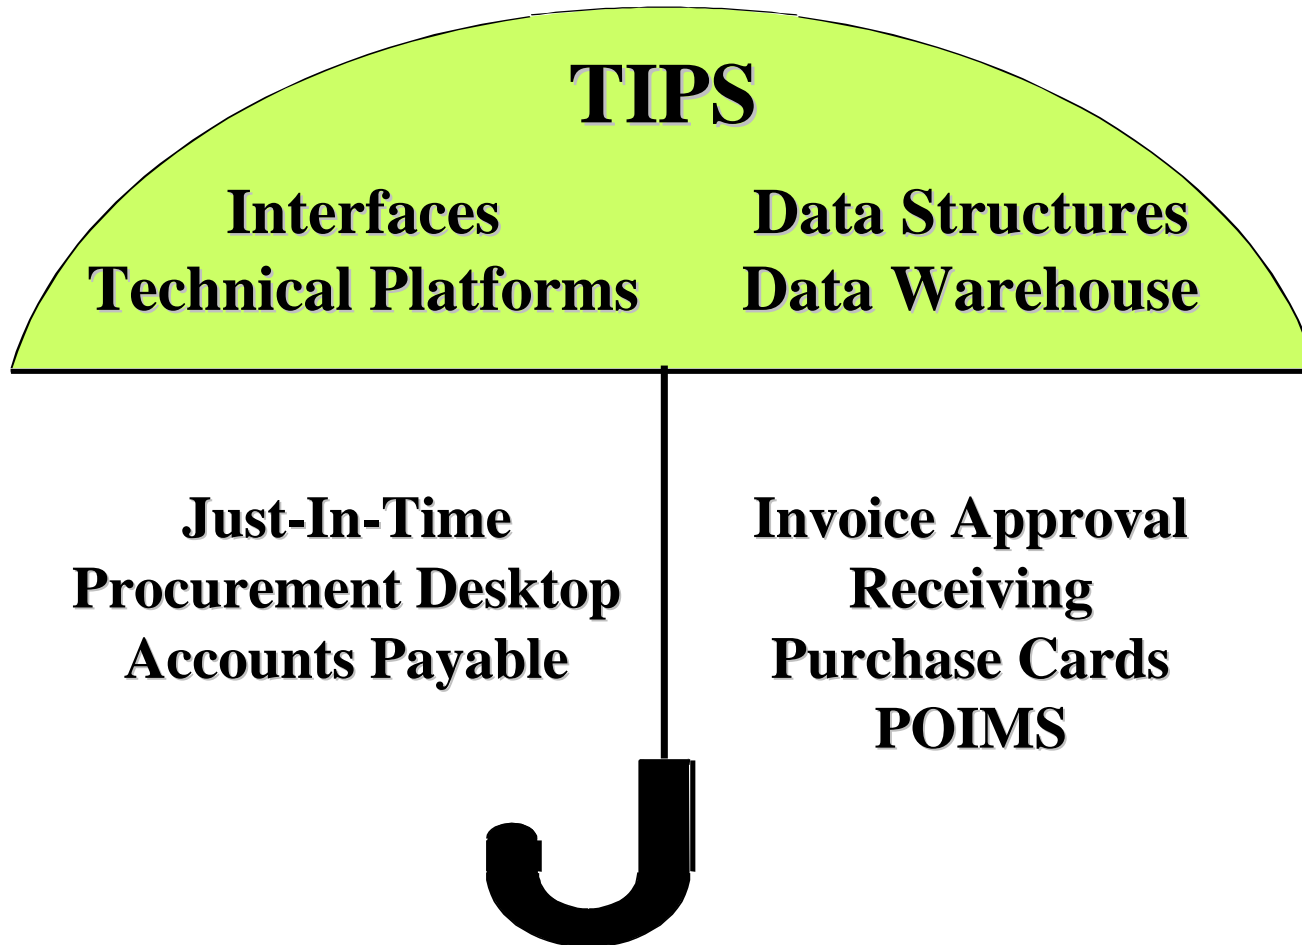 TIPS
Interfaces
Technical Platforms
Data Structures
Data Warehouse
Just-In-Time
Procurement Desktop
Accounts Payable
Invoice Approval
Receiving
Purchase Cards
POIMS